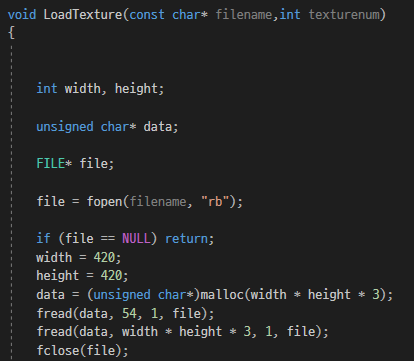 void LoadTexture(const char* filename,int texturenum)
{
int width, height;
unsigned char* data;
FILE* file;
file = fopen(filename, "rb");
if (file == NULL) return;
width = 420;
height = 420;
data = (unsigned char*)malloc(width * height * 3);
fread(data, 54, 1, file);
fread(data, width * height * 3, 1, file);
fclose(file);